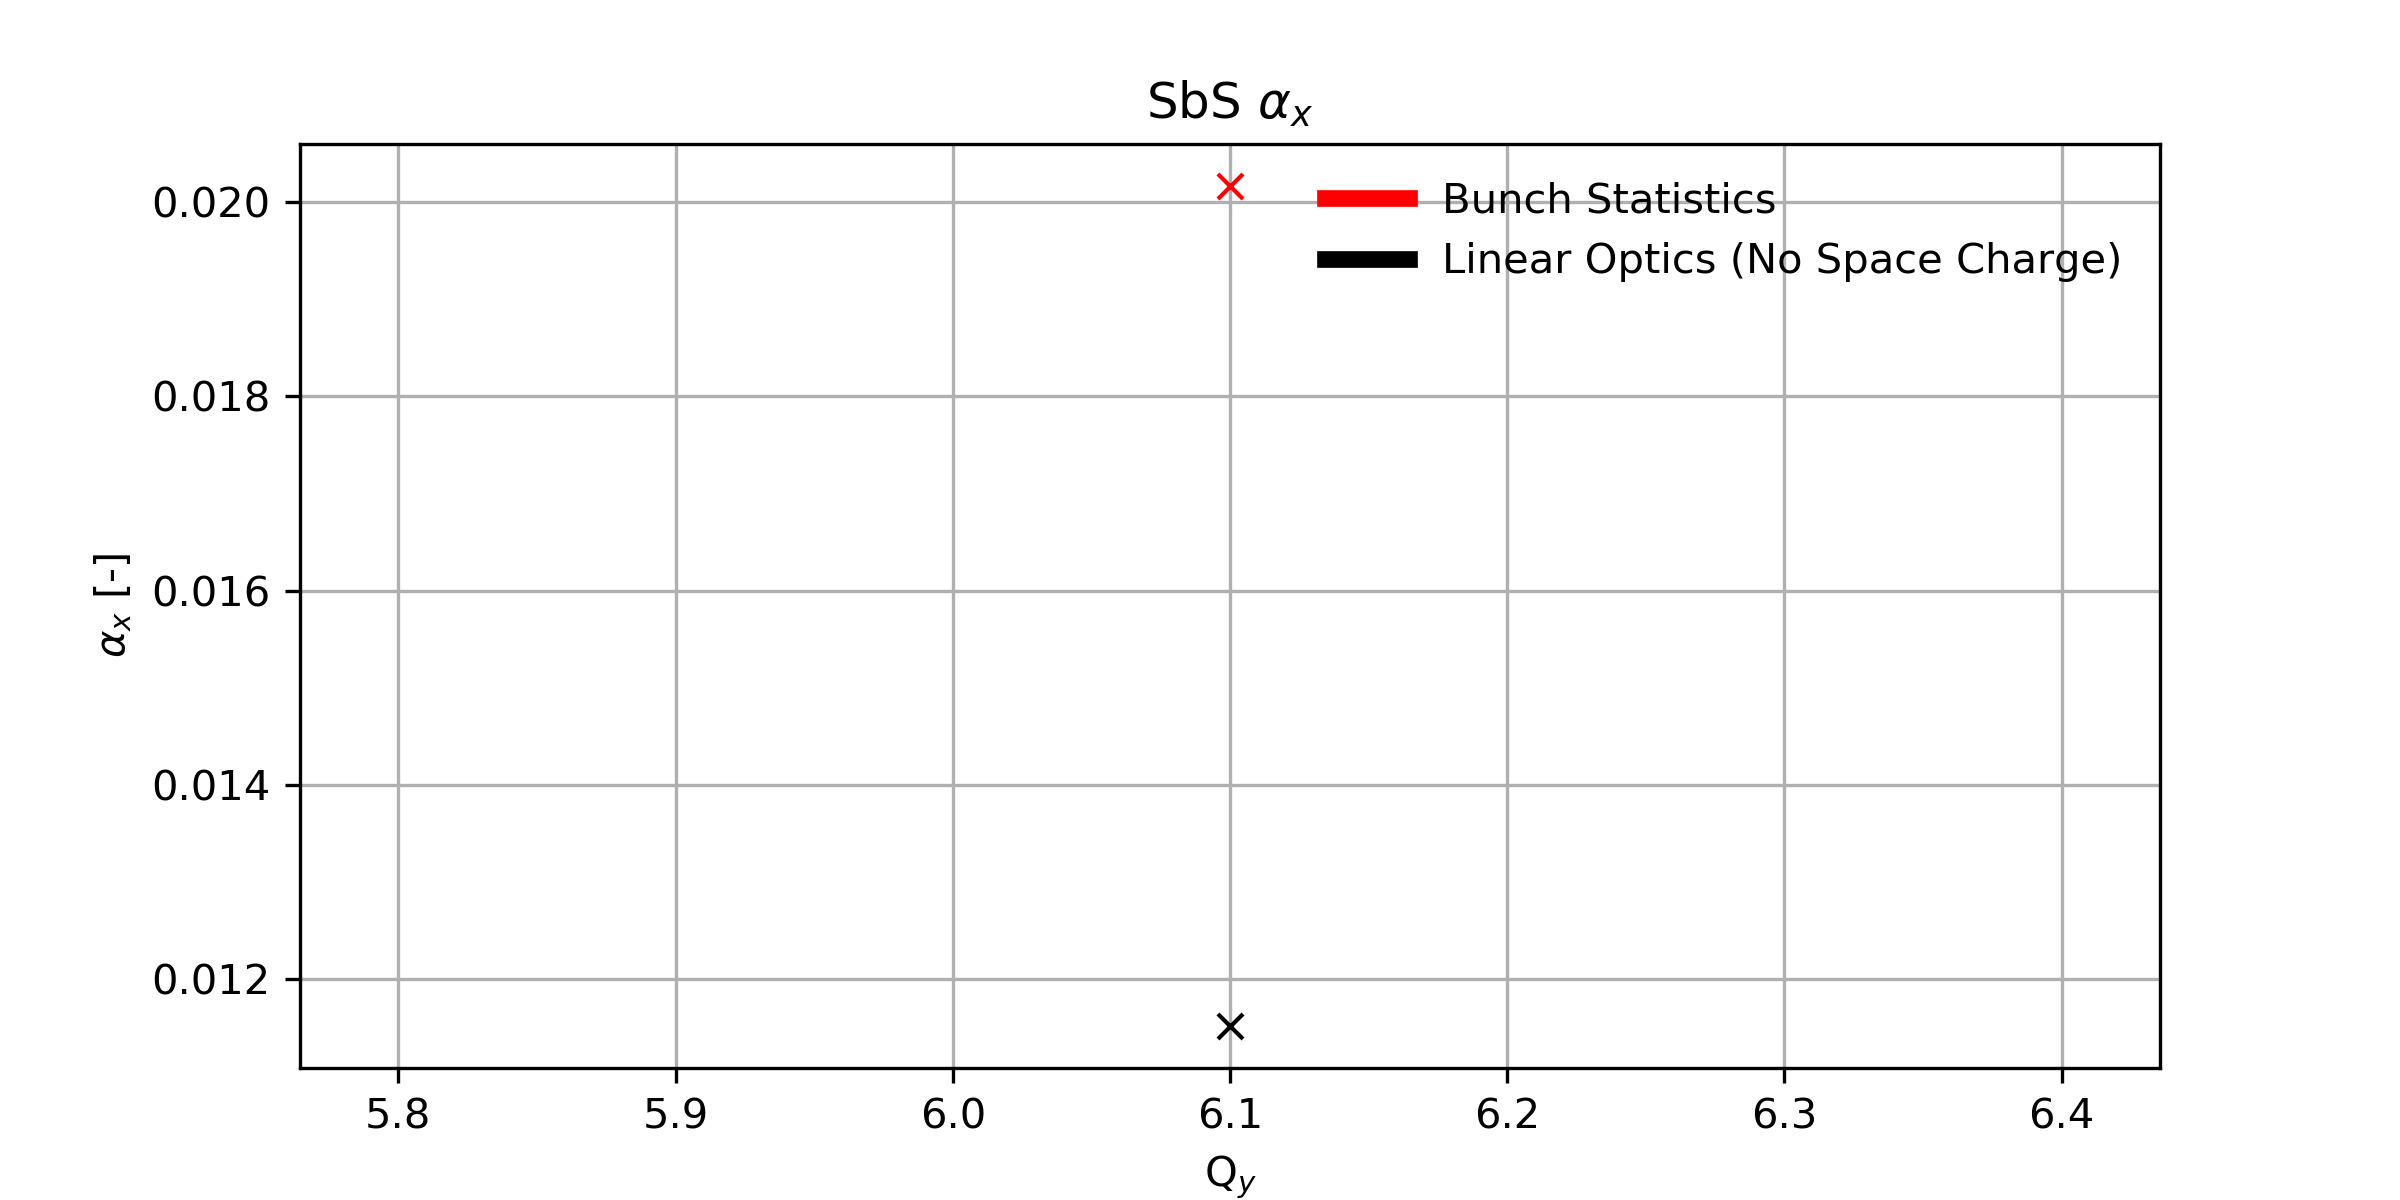 SbS αx
Bunch Statistics
Linear Optics (No Space Charge)
αx [-]
0.020
0.018
0.016
0.014
0.012
5.8 5.9 6.0 6.1 6.2 6.3 6.4
Qy